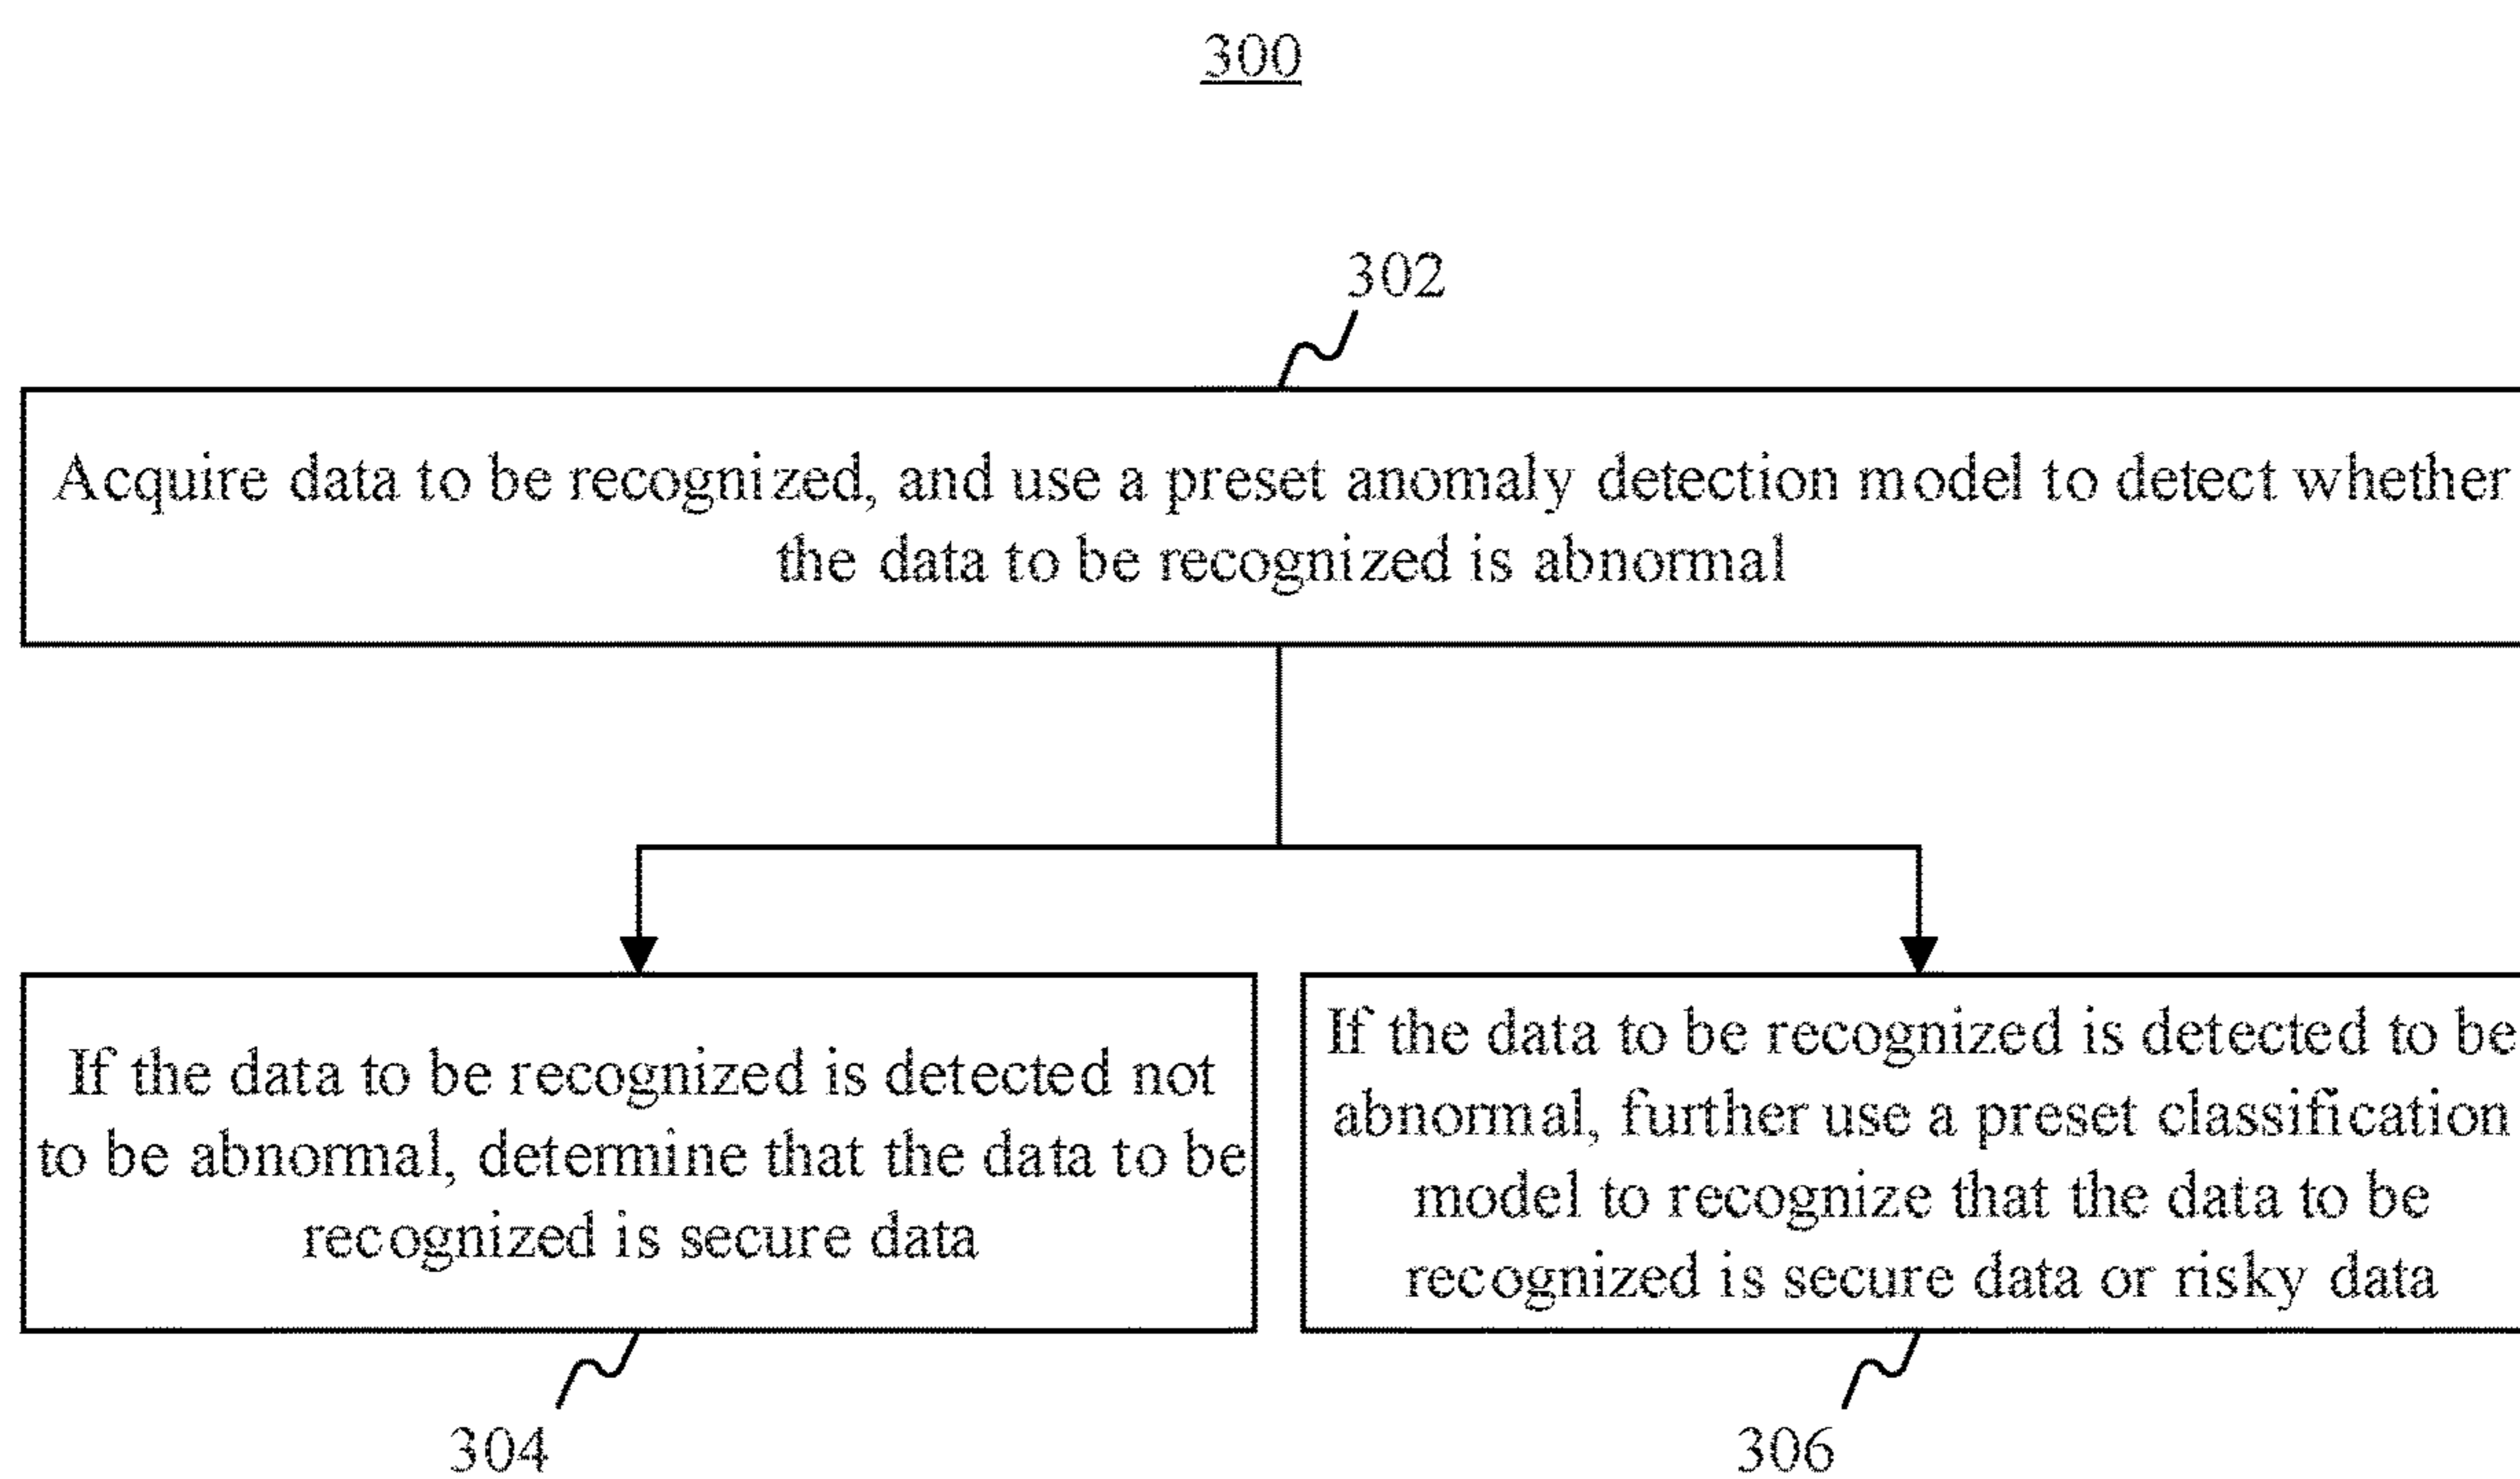 300
302
Acquire data to be recognized, and use a preset anomaly detection model to detect whether
the data to be recognized is abnormal
If the data to be recognized is detected not
to be abnormal, determine that the data to be
recognized is secure data
If the data to be recognized is detected to be
abnormal, further use a preset classification
model to recognize that the data to be
recognized is secure data or risky data
304
306